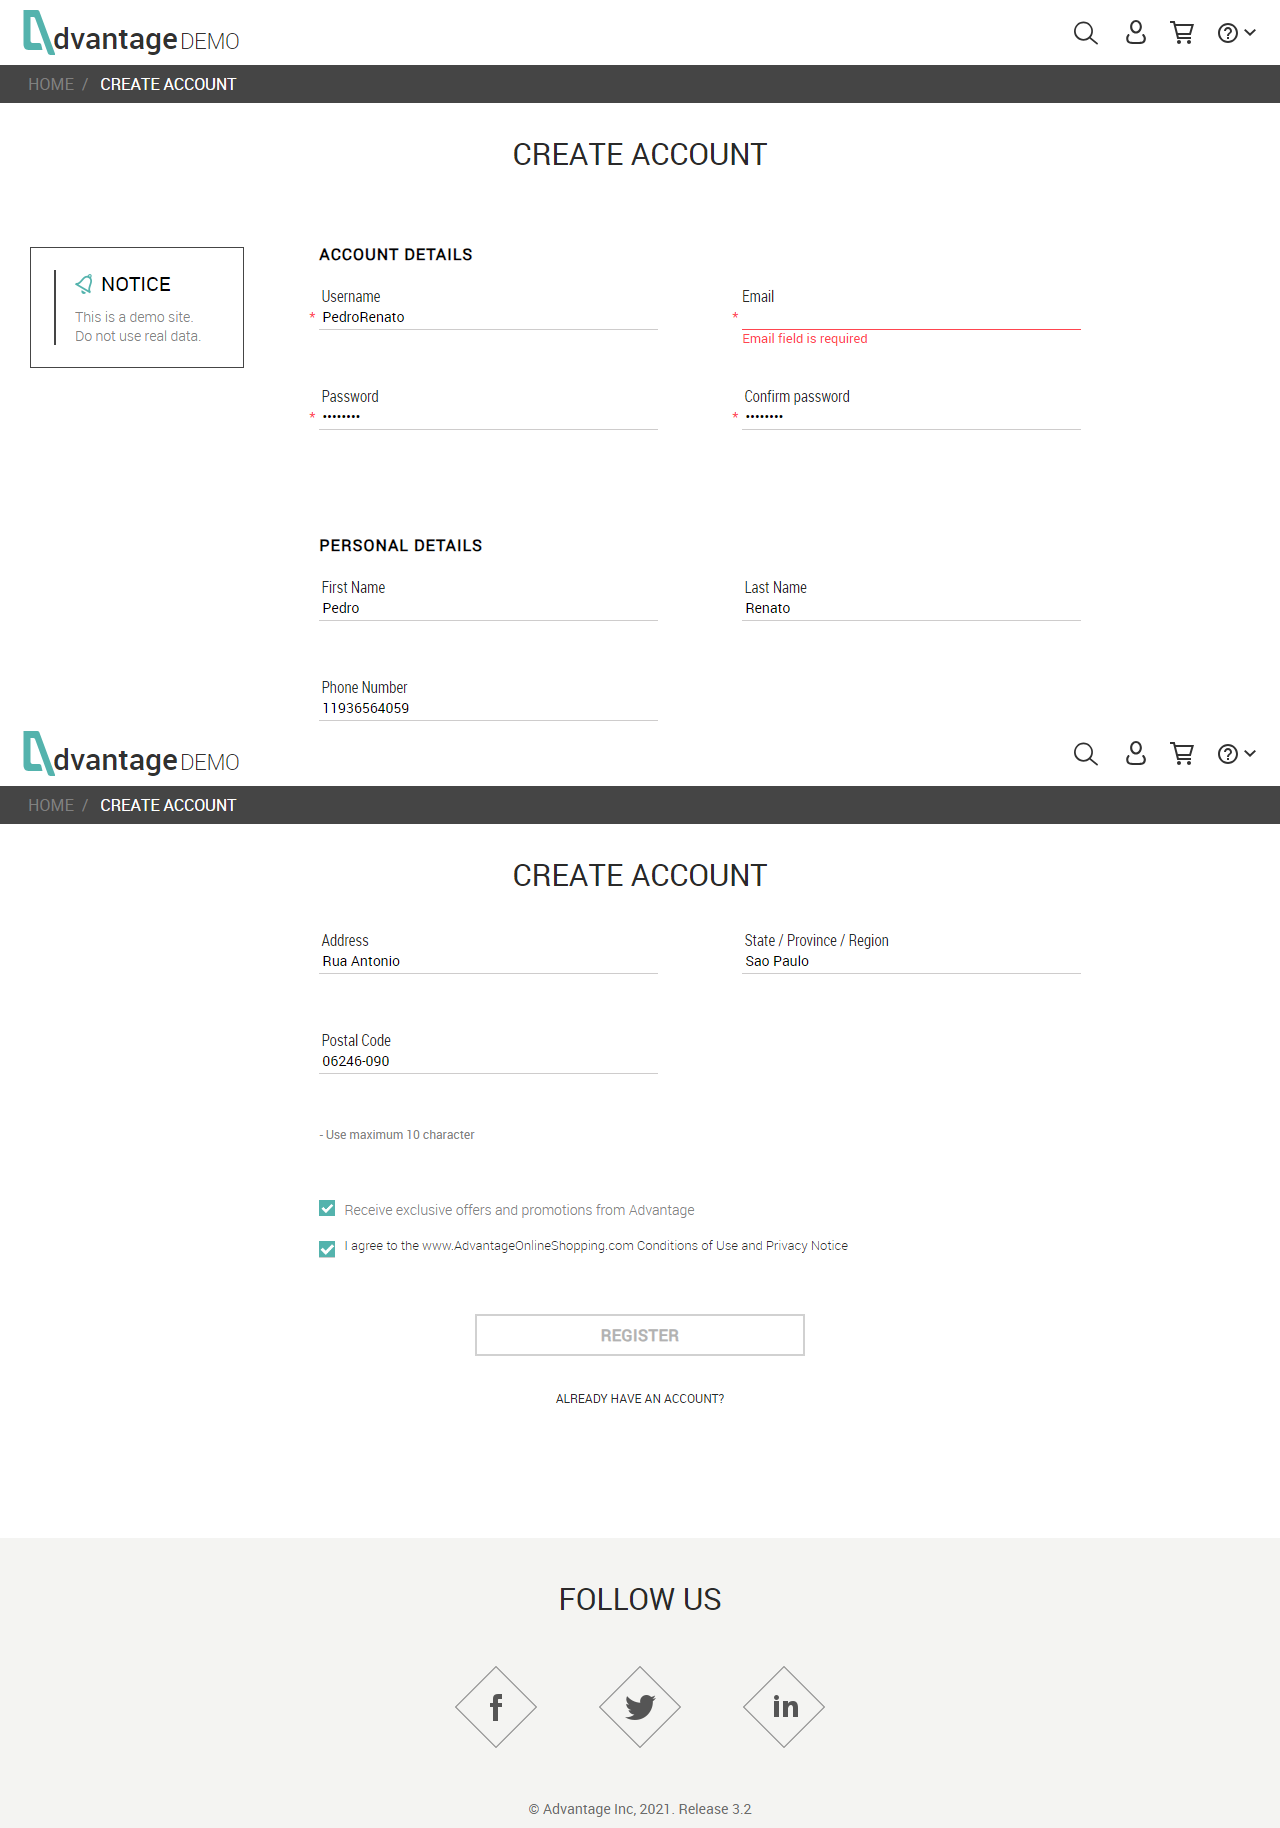 dvantage DEMO
HOME / CREATE ACCOUNT
CREATE ACCOUNT
NOTICE
This is a demo site.
Do not use real data.
ACCOUNT DETAILS
Username
* PedroRenato
Email
*
Email field is required
Password
* ••••••••
Confirm password
* ••••••••
PERSONAL DETAILS
First Name
Pedro
Last Name
Renato
Phone Number
11936564059
dvantage DEMO
HOME / CREATE ACCOUNT
CREATE ACCOUNT
Address
Rua Antonio
State / Province / Region
Sao Paulo
Postal Code
06246-090
- Use maximum 10 character
Receive exclusive offers and promotions from Advantage
I agree to the www.AdvantageOnlineShopping.com Conditions of Use and Privacy Notice
REGISTER
ALREADY HAVE AN ACCOUNT?
FOLLOW US
f
in
© Advantage Inc, 2021. Release 3.2